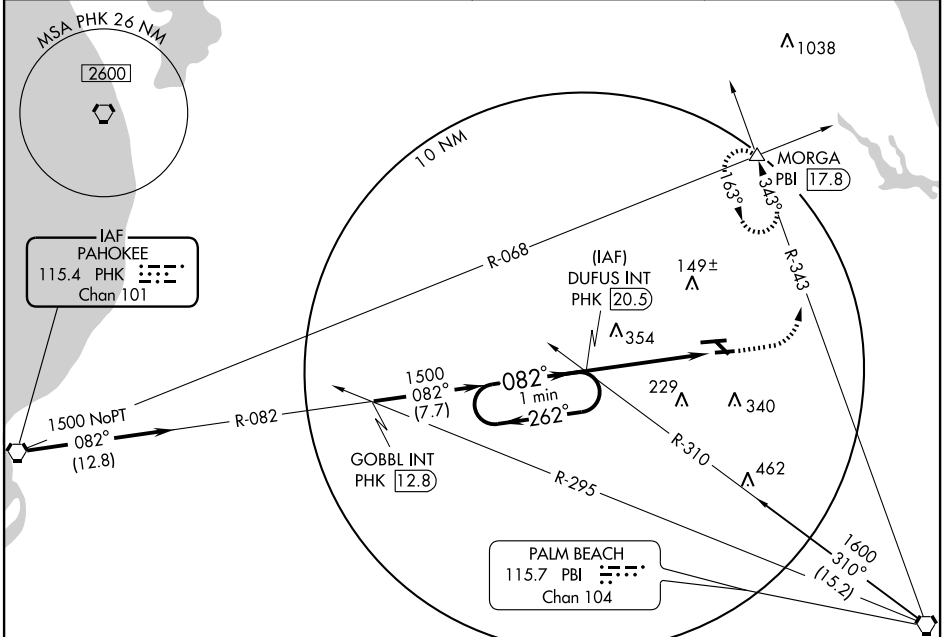 MSA PHK 26 NM
2600
1038
10 NM
MORGA
PBI 17.8
163°
343°
IAF
PAHOKEE
115.4 PHK
Chan 101
R-068
(IAF)
DUFUS INT
PHK 20.5
149±
R-343
354
1500
082°
(7.7)
082°
1 min
262°
229
340
1500 NoPT
082°
(12.8)
R-082
GOBBL INT
PHK 12.8
R-310
R-295
462
PALM BEACH
115.7 PBI
Chan 104
1600
310°
(15.2)